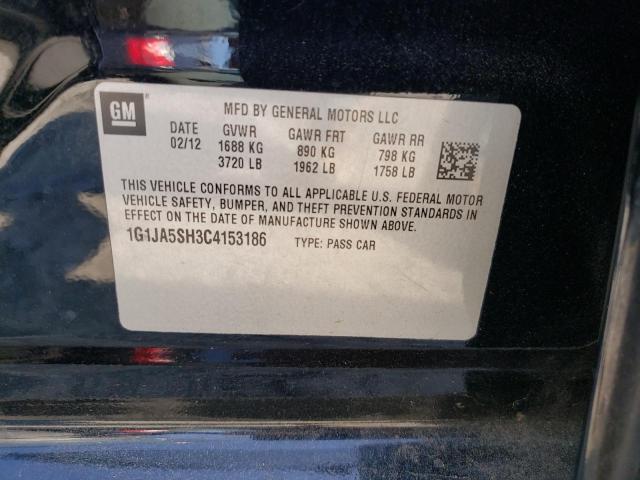 GM
MFD BY GENERAL MOTORS LLC
DATE GVWR GAWR FRT GAWR RR
02/12 1688 KG 890 KG 798 KG
3720 LB 1962 LB 1758 LB
THIS VEHICLE CONFORMS TO ALL APPLICABLE U.S. FEDERAL MOTOR
VEHICLE SAFETY, BUMPER, AND THEFT PREVENTION STANDARDS IN
EFFECT ON THE DATE OF MANUFACTURE SHOWN ABOVE.
1G1JA5SH3C4153186 TYPE: PASS CAR